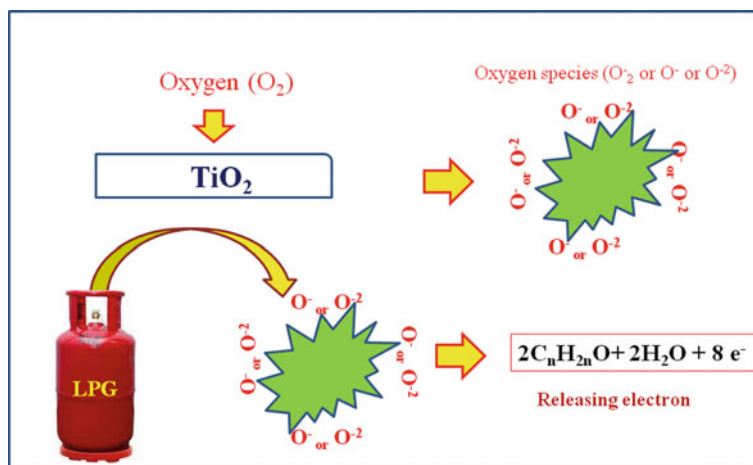 Oxygen (O₂)
Oxygen species (O⁻₂ or O⁻ or O⁻²)
TiO₂
O⁻ or O⁻²
O⁻ or O⁻²
O⁻ or O⁻²
O⁻ or O⁻²
LPG
O⁻ or O⁻²
O⁻ or O⁻²
O⁻ or O⁻²
O⁻ or O⁻²
2CₙH₂ₙO+ 2H₂O + 8 e⁻
Releasing electron